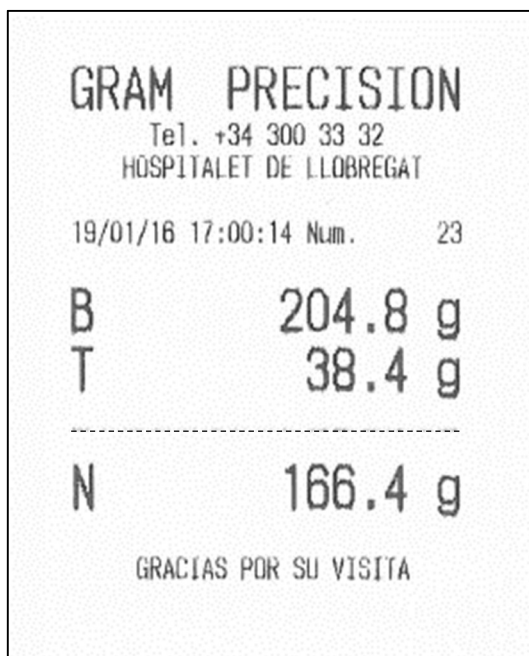 GRAM PRECISION
Tel. +34 300 33 32
HOSPITALET DE LLOBREGAT
19/01/16 17:00:14 Num. 23
B 204.8 g
T 38.4 g
N 166.4 g
GRACIAS POR SU VISITA